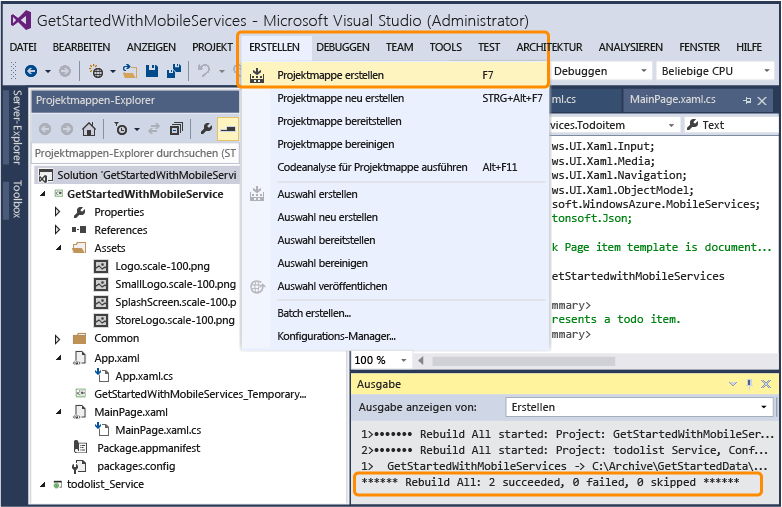 GetStartedWithMobileServices - Microsoft Visual Studio (Administrator)
DATEI BEARBEITEN ANZEIGEN PROJEKT ERSTELLEN DEBUGGEN TEAM TOOLS TEST ARCHITEKTUR ANALYSIEREN FENSTER HILFE
Debuggen Beliebige CPU
Projektmappe erstellen F7
Projektmappe neu erstellen STRG+Alt+F7
Projektmappe bereitstellen
Projektmappe bereinigen
Codeanalyse für Projektmappe ausführen Alt+F11
Auswahl erstellen
Auswahl neu erstellen
Auswahl bereitstellen
Auswahl bereinigen
Auswahl veröffentlichen
Batch erstellen...
Konfigurations-Manager...
Server-Explorer
Toolbox
Projektmappen-Explorer
Projektmappen-Explorer durchsuchen (ST
Solution 'GetStartedWithMobileServi
GetStartedWithMobileService
Properties
References
Assets
Logo.scale-100.png
SmallLogo.scale-100.png
SplashScreen.scale-100.p
StoreLogo.scale-100.png
Common
App.xaml
App.xaml.cs
GetStartedWithMobileServices_Temporary...
MainPage.xaml
MainPage.xaml.cs
Package.appmanifest
packages.config
todolist_Service
ml.cs MainPage.xaml.cs
vices.Todoitem Text
ws.UI.Xaml.Input;
ws.UI.Xaml.Media;
ws.UI.Xaml.Navigation;
ws.UI.Xaml.ObjectModel;
soft.WindowsAzure.MobileServices;
tonsoft.Json;
k Page item template is document...
etStartedwithMobileServices
mmary>
resents a todo item.
mmary>
100 %
Ausgabe
Ausgabe anzeigen von: Erstellen
1>••••••• Rebuild All started: Project: GetStartedWithMobileSer...
2>••••••• Rebuild All started: Project: todolist Service, Conf...
1> GetStartedWithMobileServices -> C:\Archive\GetStartedData\...
****** Rebuild All: 2 succeeded, 0 failed, 0 skipped ******